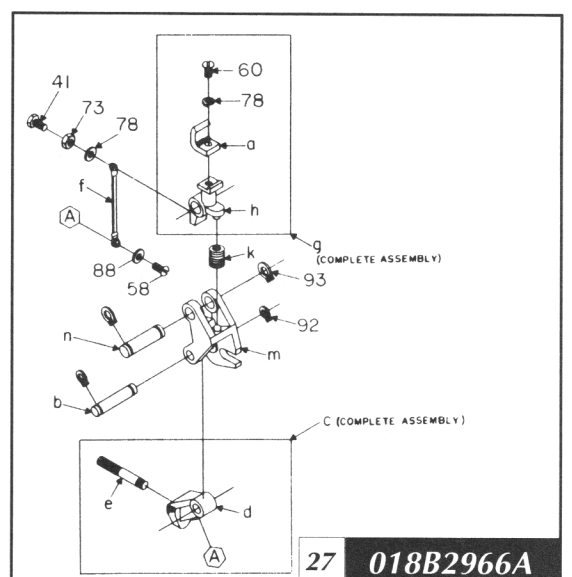 60
41
73
78
78
a
f
h
A
g
(COMPLETE ASSEMBLY)
k
88
93
58
92
n
m
b
C (COMPLETE ASSEMBLY)
e
d
A
27 018B2966A